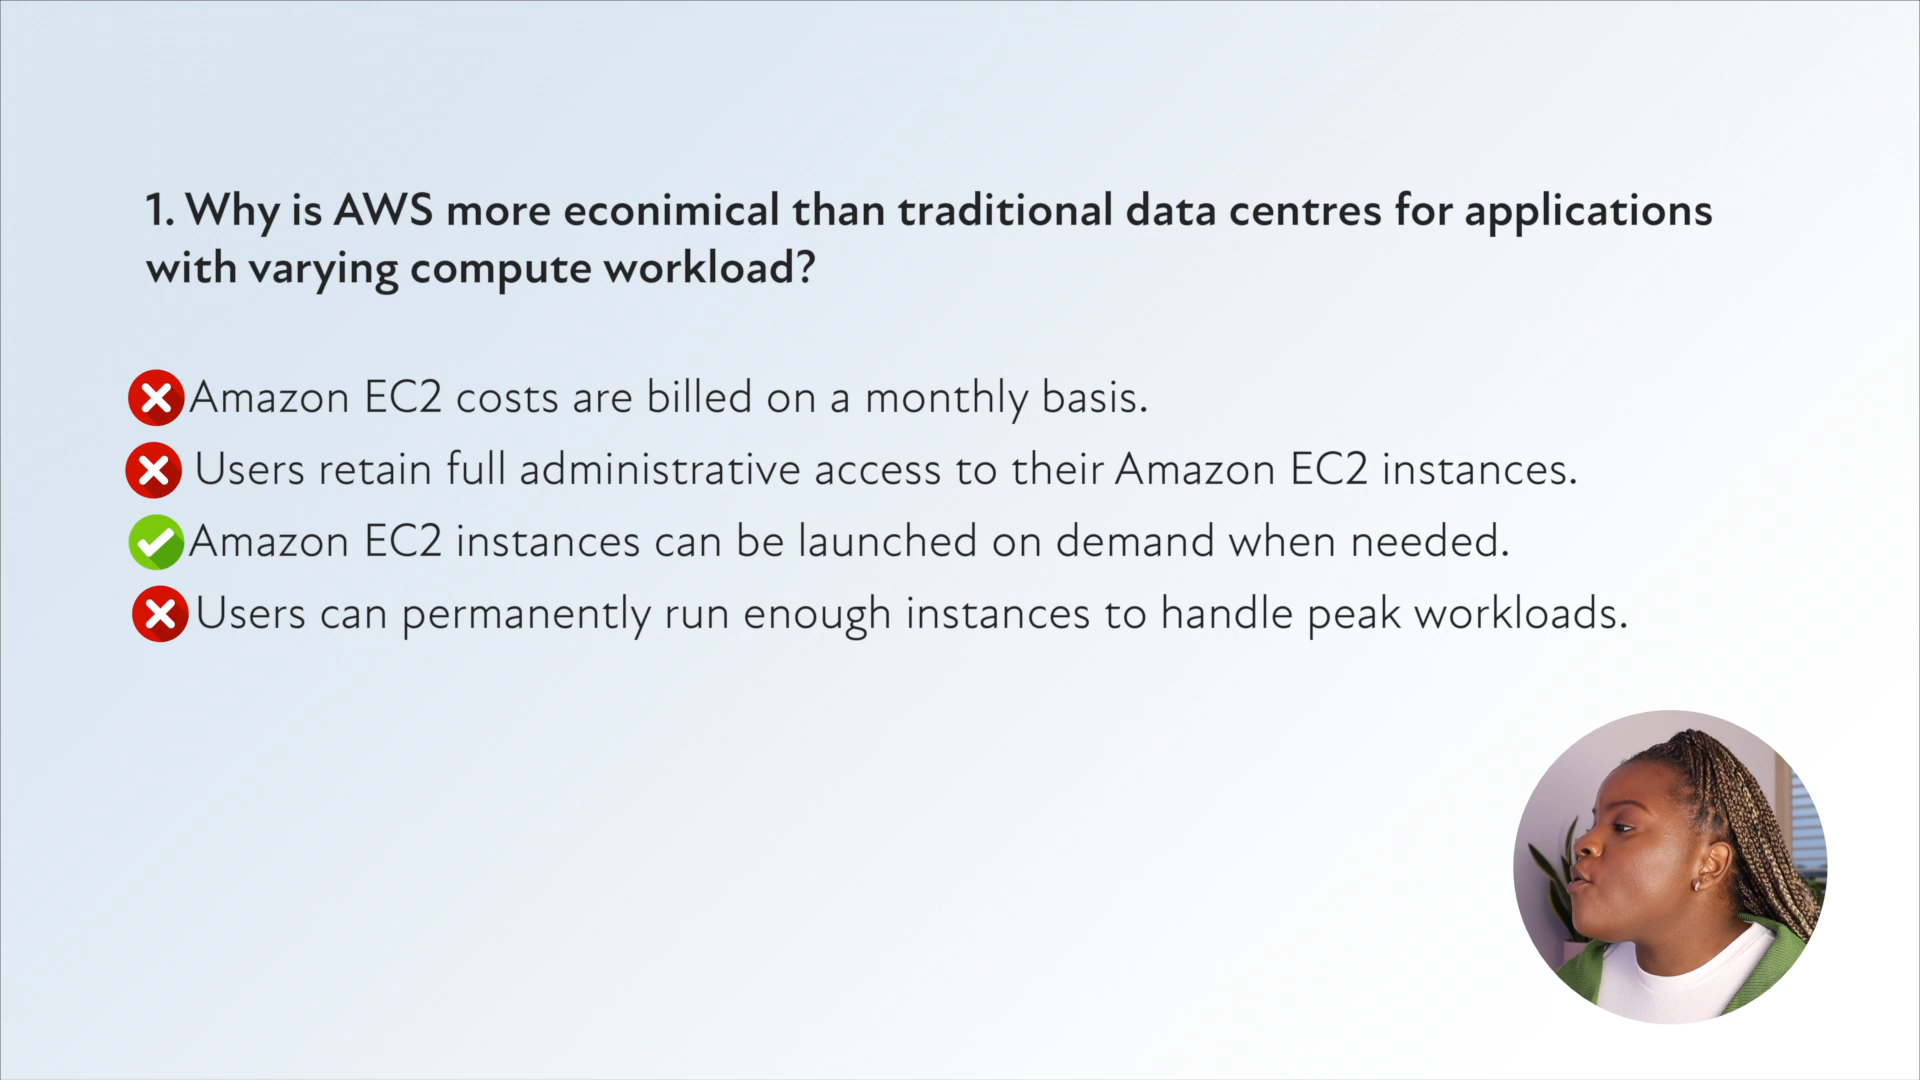 1. Why is AWS more econimical than traditional data centres for applications
with varying compute workload?
Amazon EC2 costs are billed on a monthly basis.
Users retain full administrative access to their Amazon EC2 instances.
Amazon EC2 instances can be launched on demand when needed.
Users can permanently run enough instances to handle peak workloads.